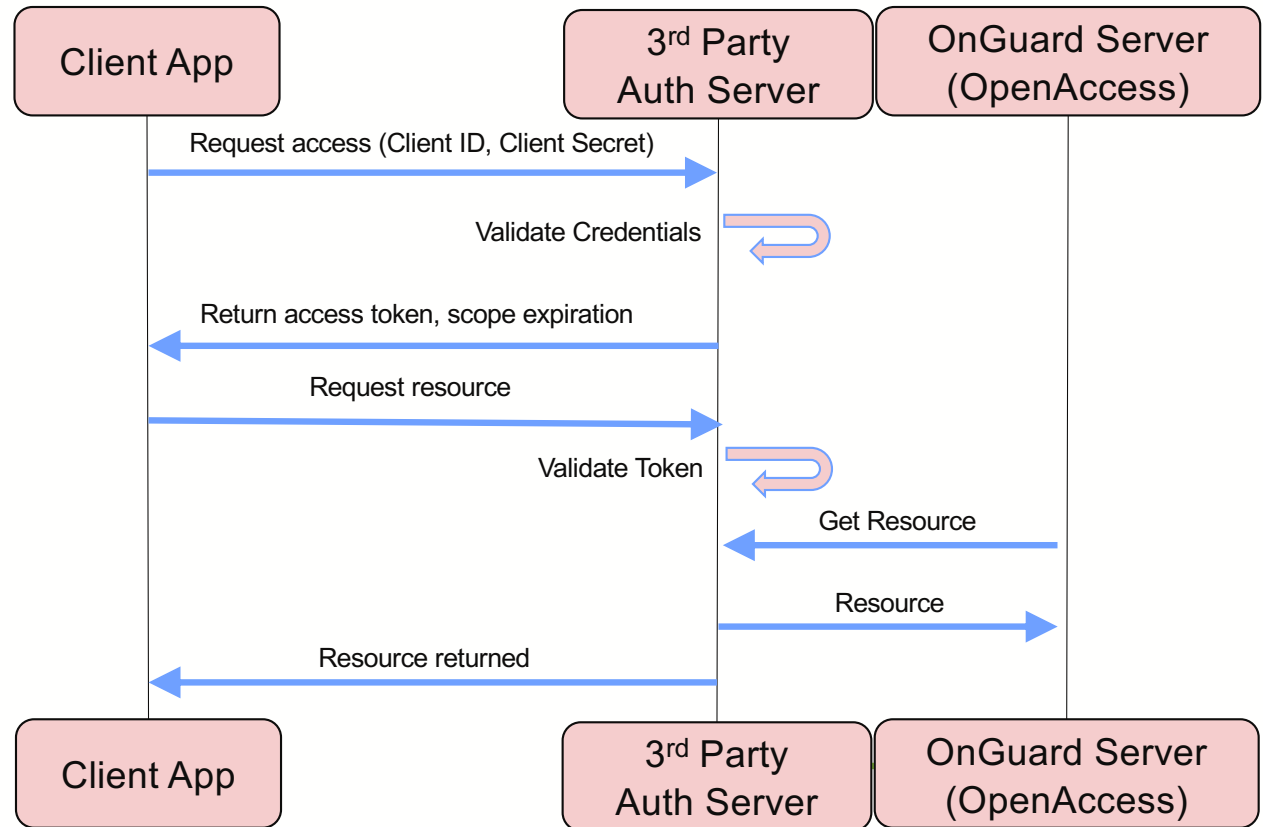 Client App
3rd Party
Auth Server
OnGuard Server
(OpenAccess)
Request access (Client ID, Client Secret)
Validate Credentials
Return access token, scope expiration
Request resource
Validate Token
Get Resource
Resource
Resource returned
Client App
3rd Party
Auth Server
OnGuard Server
(OpenAccess)